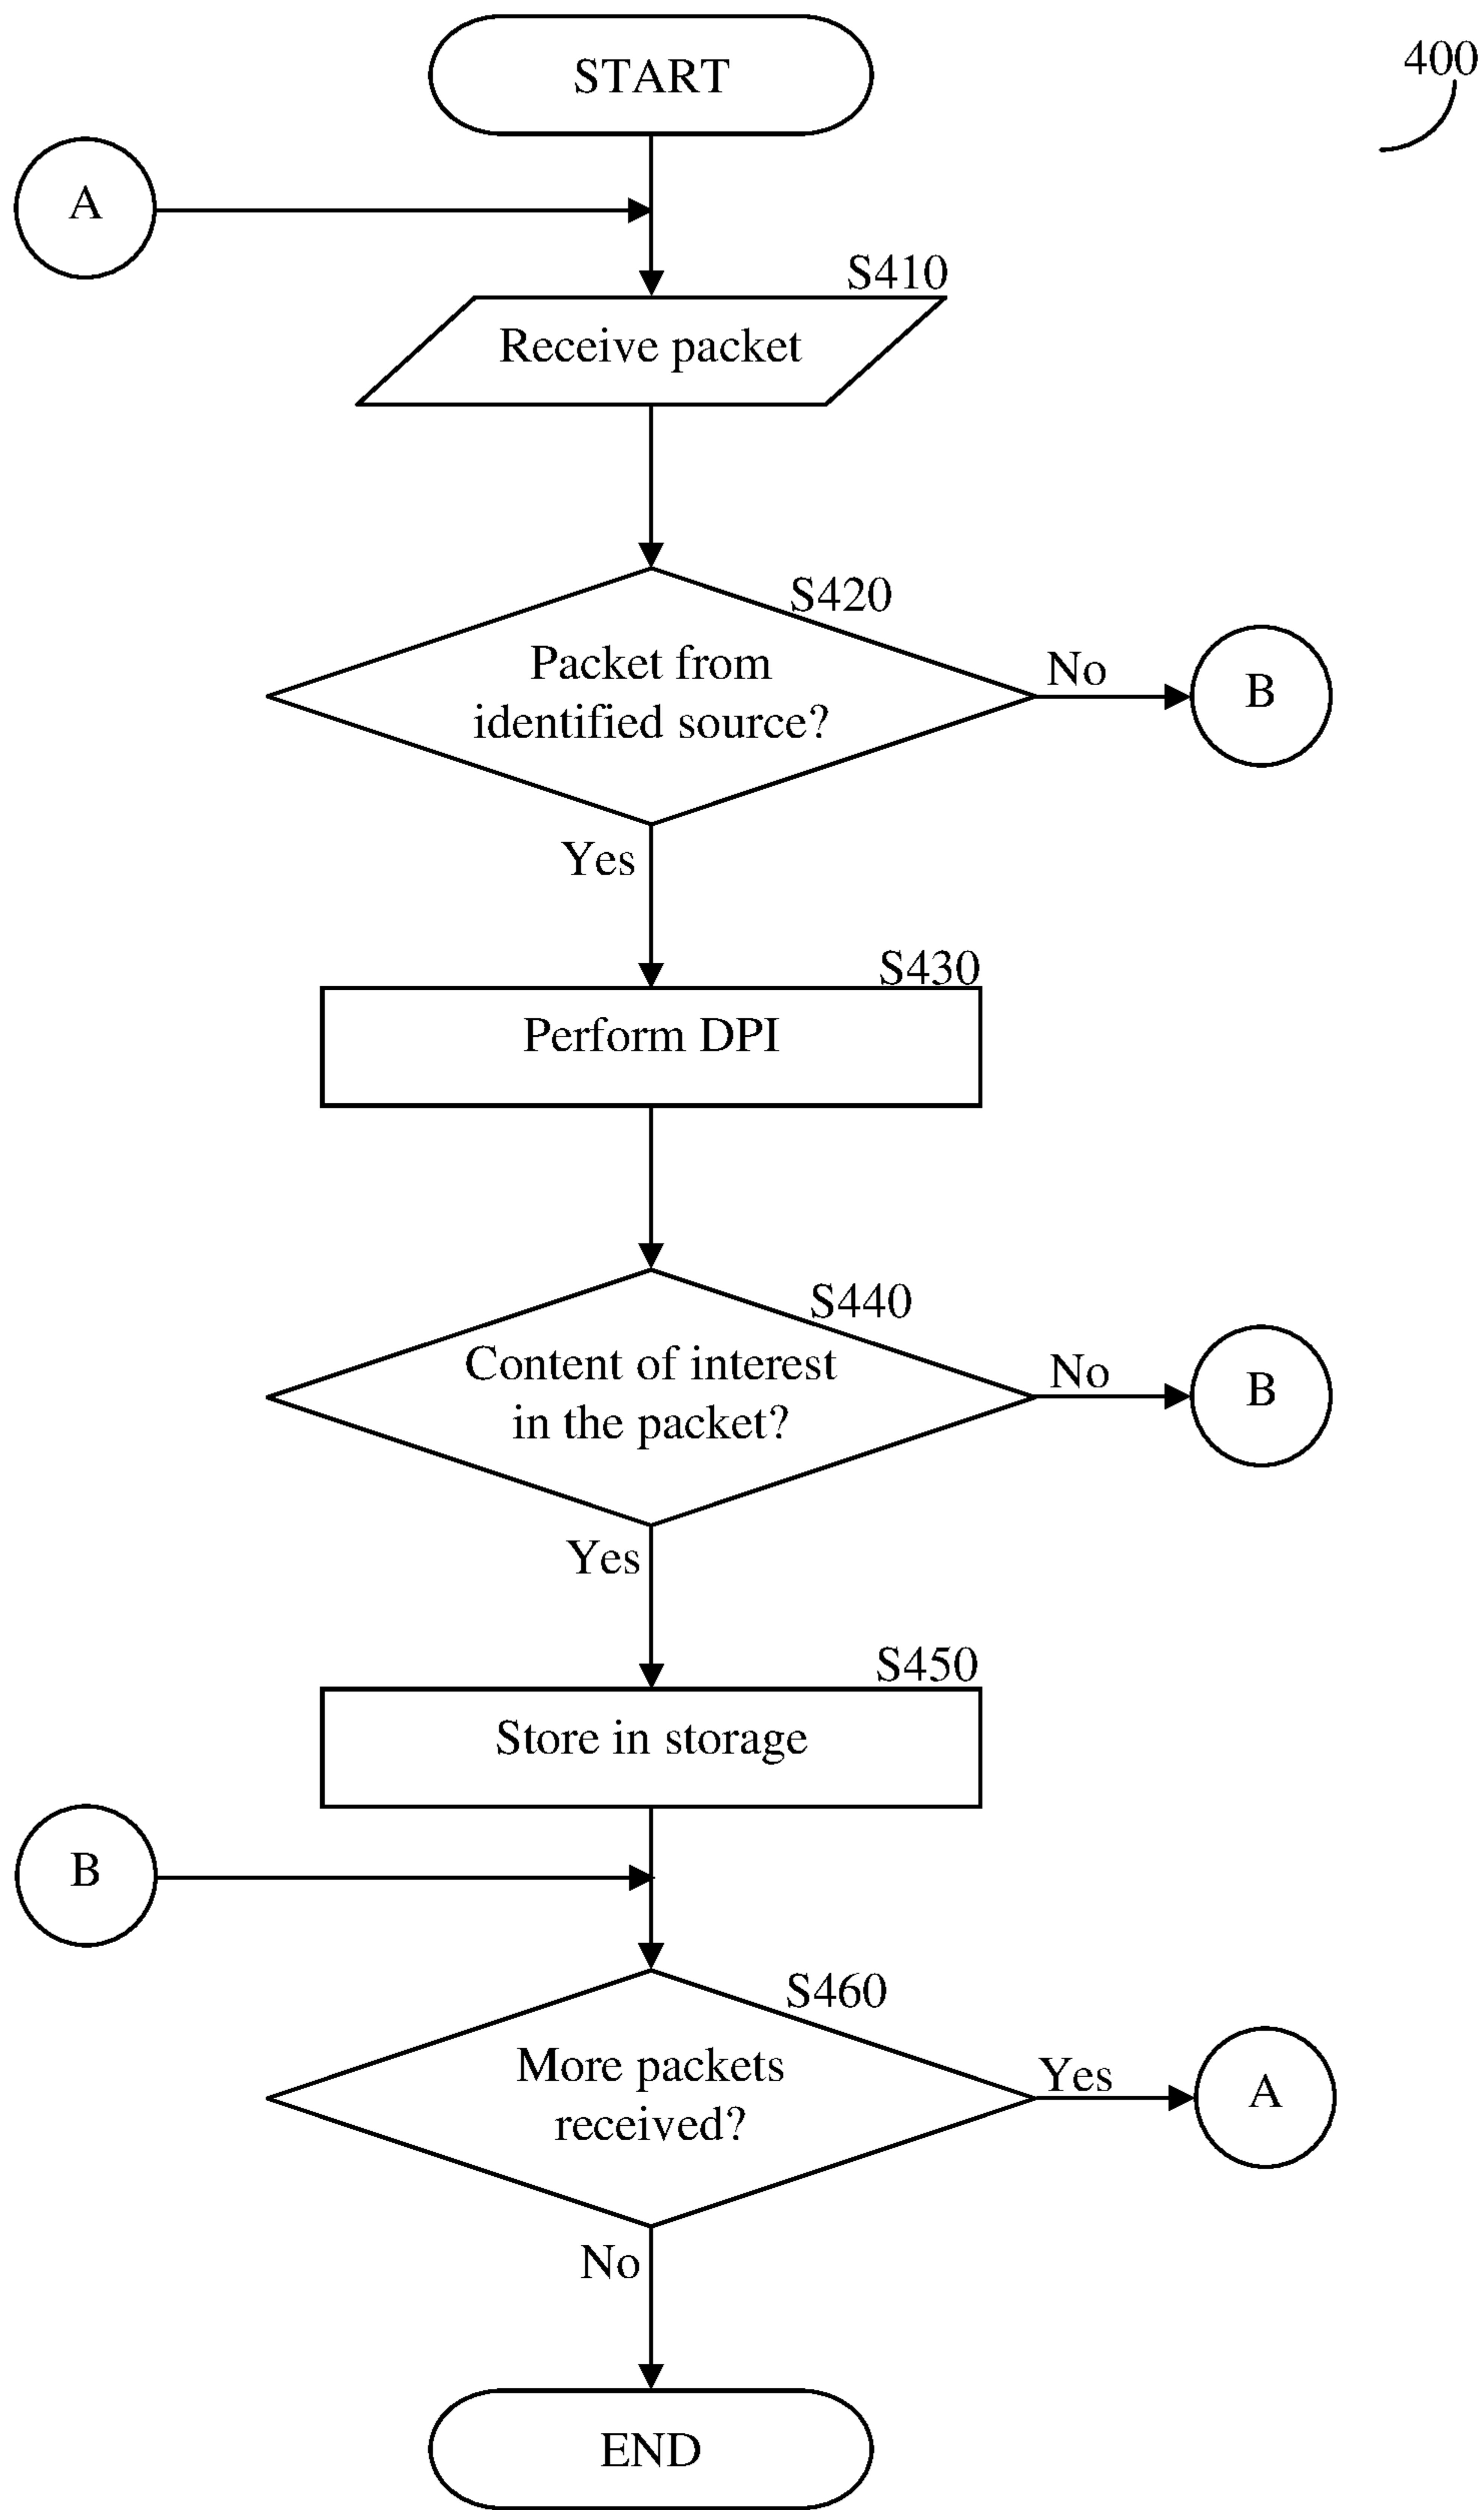 START
400
A
S410
Receive packet
S420
Packet from
identified source?
No
B
Yes
S430
Perform DPI
S440
Content of interest
in the packet?
No
B
Yes
S450
Store in storage
B
S460
More packets
received?
Yes
A
No
END